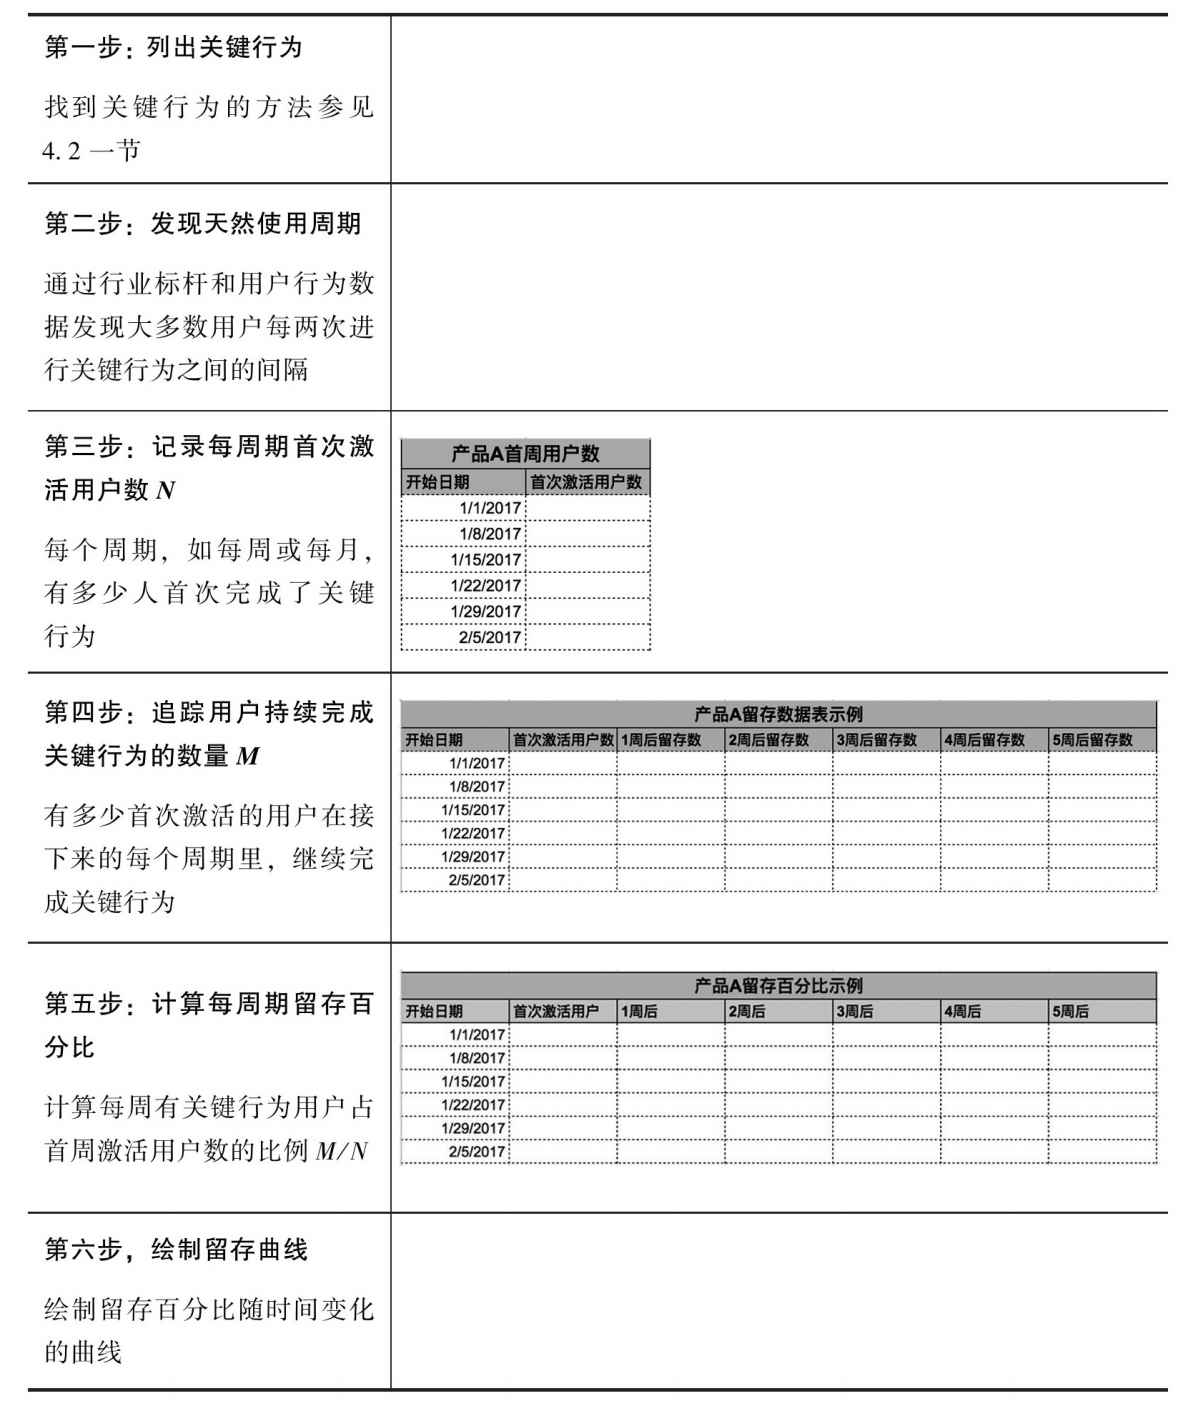 第一步：列出关键行为
找到关键行为的方法参见
4.2 一节
第二步：发现天然使用周期
通过行业标杆和用户行为数
据发现大多数用户每两次进
行关键行为之间的间隔
第三步：记录每周期首次激
活用户数 N
每个周期，如每周或每月，
有多少人首次完成了关键
行为
产品A首周用户数
开始日期 首次激活用户数
1/1/2017
1/8/2017
1/15/2017
1/22/2017
1/29/2017
2/5/2017
第四步：追踪用户持续完成
关键行为的数量 M
有多少首次激活的用户在接
下来的每个周期里，继续完
成关键行为
产品A留存数据表示例
开始日期 首次激活用户数 1周后留存数 2周后留存数 3周后留存数 4周后留存数 5周后留存数
1/1/2017
1/8/2017
1/15/2017
1/22/2017
1/29/2017
2/5/2017
第五步：计算每周期留存百
分比
计算每周有关键行为用户占
首周激活用户数的比例 M/N
产品A留存百分比示例
开始日期 首次激活用户 1周后 2周后 3周后 4周后 5周后
1/1/2017
1/8/2017
1/15/2017
1/22/2017
1/29/2017
2/5/2017
第六步，绘制留存曲线
绘制留存百分比随时间变化
的曲线